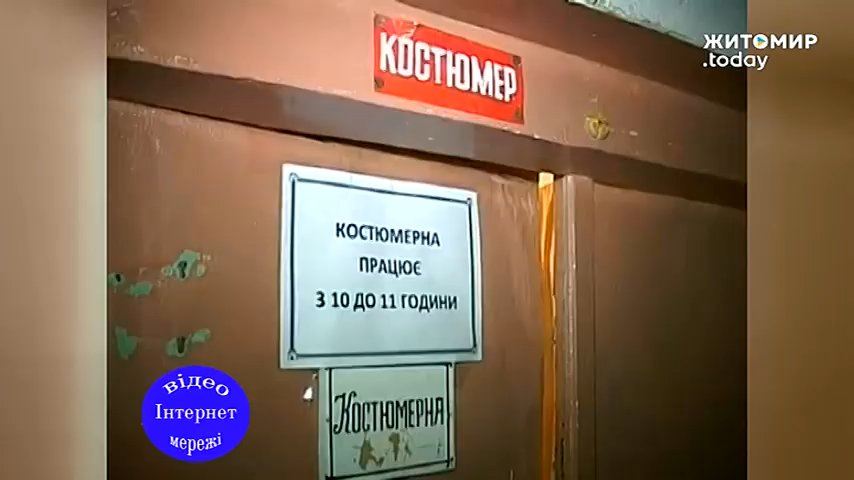 ЖИТОМИР
.today
КОСТЮМЕР
КОСТЮМЕРНА
ПРАЦЮЄ
З 10 ДО 11 ГОДИНИ
КОСТЮМЕРНА
відео
Інтернет
мережі